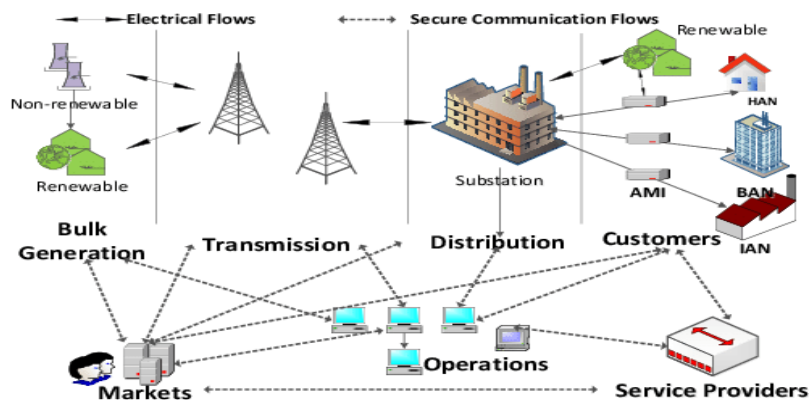 Electrical Flows
Secure Communication Flows
Renewable
Non-renewable
HAN
Renewable
Substation
AMI
BAN
IAN
Bulk
Generation
Transmission
Distribution
Customers
Operations
Markets
Service Providers